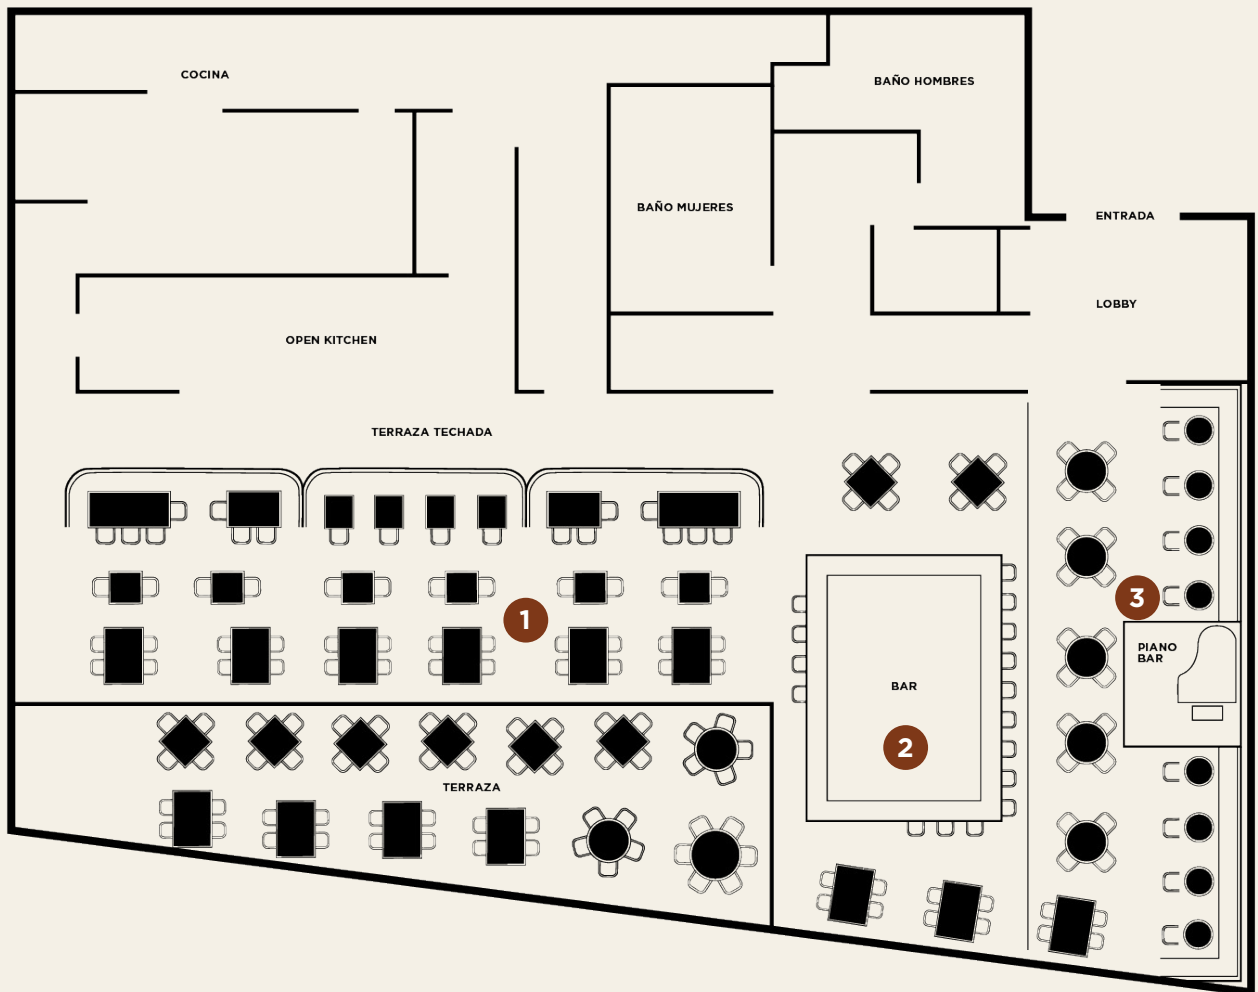 COCINA
BAÑO HOMBRES
BAÑO MUJERES
ENTRADA
LOBBY
OPEN KITCHEN
TERRAZA TECHADA
3
1
PIANO
BAR
BAR
2
TERRAZA